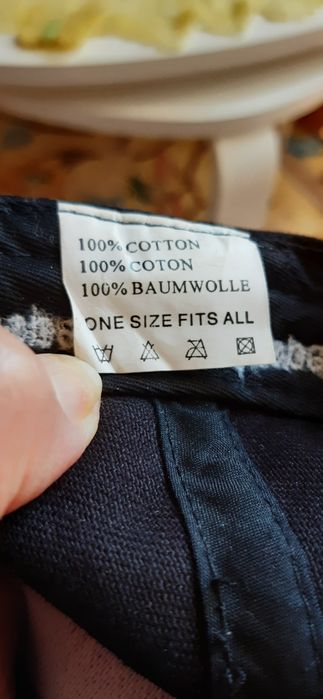 100% COTTON
100% COTON
100% BAUMWOLLE
ONE SIZE FITS ALL